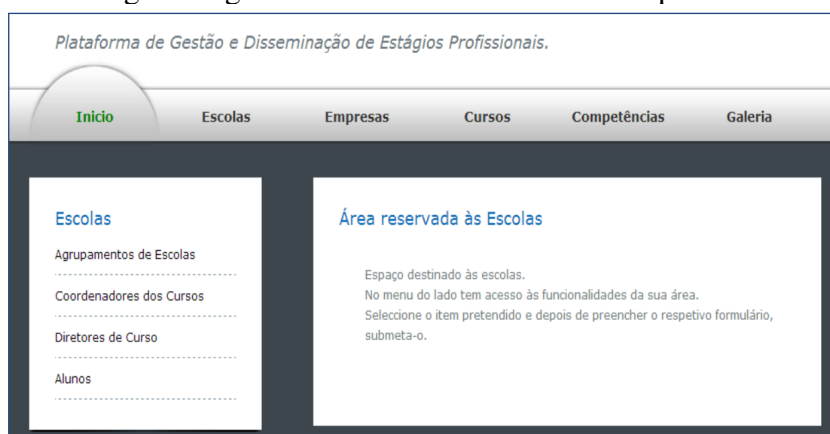 Plataforma de Gestão e Disseminação de Estágios Profissionais.
Inicio Escolas Empresas Cursos Competências Galeria
Escolas
Agrupamentos de Escolas
Coordenadores dos Cursos
Diretores de Curso
Alunos
Área reservada às Escolas
Espaço destinado às escolas.
No menu do lado tem acesso às funcionalidades da sua área.
Seleccione o item pretendido e depois de preencher o respetivo formulário,
submeta-o.